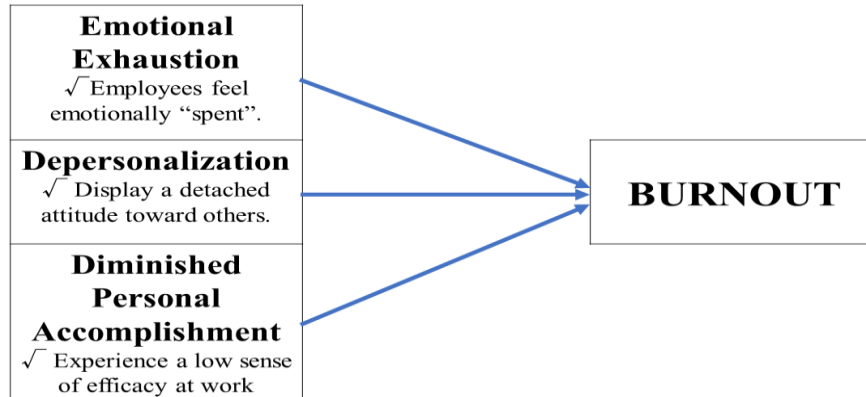 Emotional
Exhaustion
√Employees feel
emotionally “spent”.
Depersonalization
√ Display a detached
attitude toward others.
BURNOUT
Diminished
Personal
Accomplishment
√ Experience a low sense
of efficacy at work